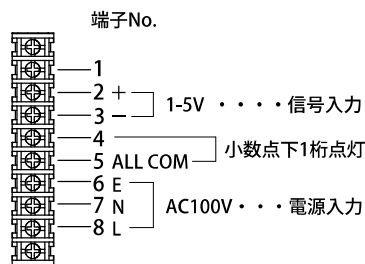 端子No.
1
2 +
3 −
1-5V ・・・・信号入力
4
5 ALL COM
小数点下1桁点灯
6 E
7 N
8 L
AC100V・・・電源入力